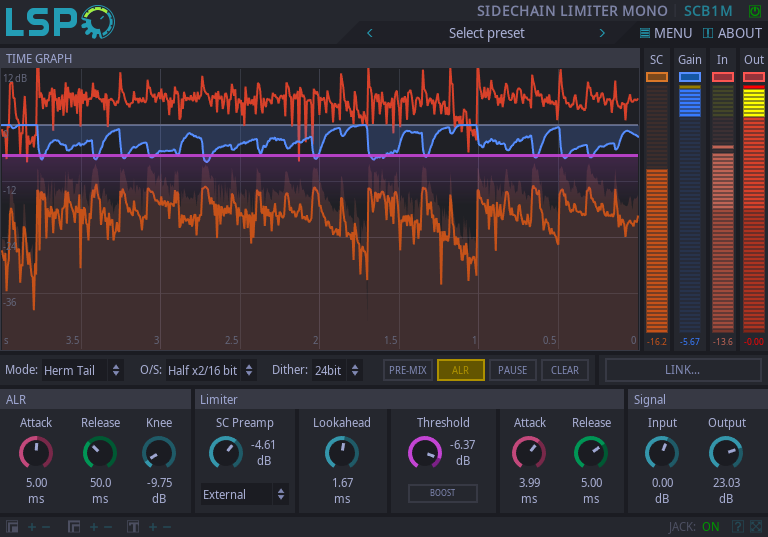 LSP
SIDECHAIN LIMITER MONO SCB1M
Select preset
MENU ABOUT
TIME GRAPH
SC Gain In Out
12 dB
-12
-24
-36
s 3.5 3 2.5 2 1.5 1 0.5 0
-16.2 -5.67 -13.6 -0.00
Mode: Herm Tail O/S: Half x2/16 bit Dither: 24bit PRE-MIX ALR PAUSE CLEAR LINK...
ALR Limiter Signal
Attack Release Knee SC Preamp Lookahead Threshold Attack Release Input Output
-4.61 dB
-6.37 dB
5.00 ms 50.0 ms -9.75 dB External 1.67 ms BOOST 3.99 ms 5.00 ms 0.00 dB 23.03 dB
JACK: ON